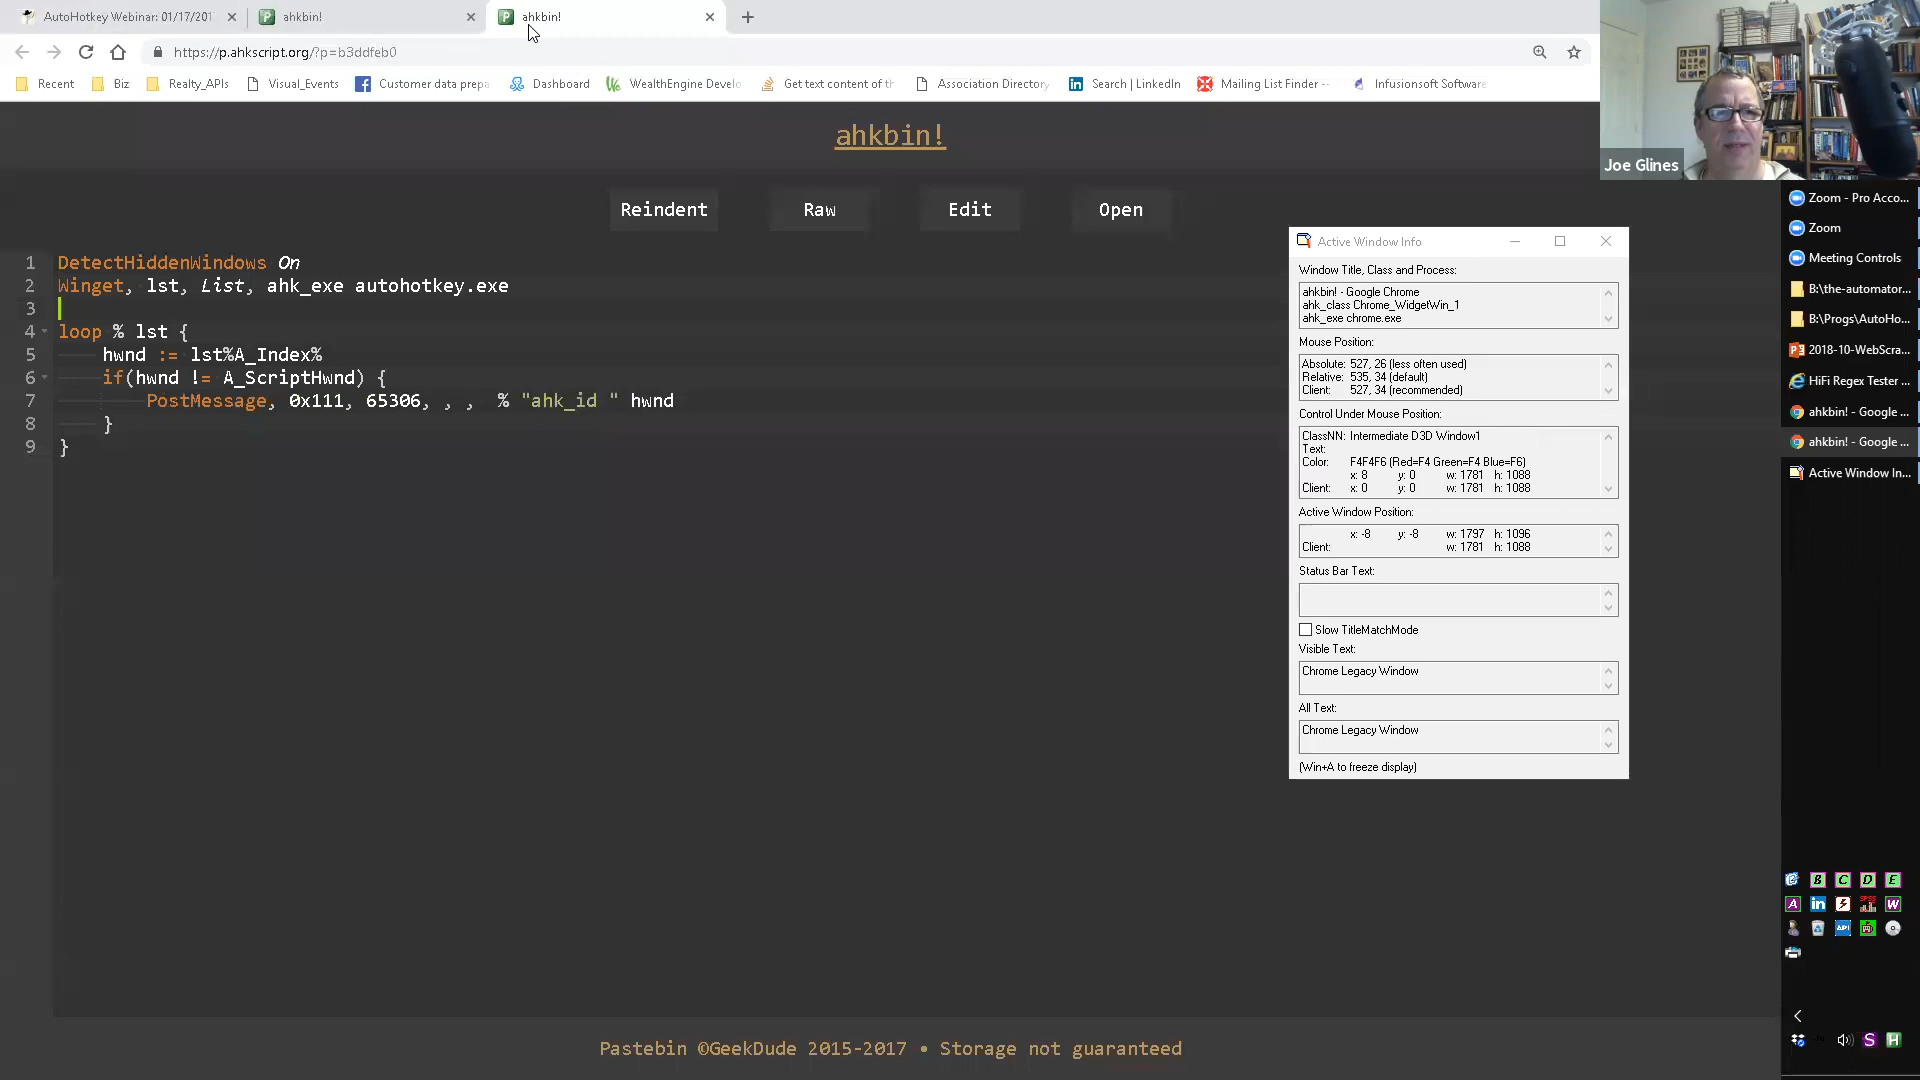 AutoHotkey Webinar: 01/17/201
ahkbin!
ahkbin!
https://p.ahkscript.org/?p=b3ddfeb0
Recent
Biz
Realty_APIs
Visual_Events
Customer data prepa
Dashboard
WealthEngine Develo
Get text content of th
Association Directory
Search | LinkedIn
Mailing List Finder --
Infusionsoft Software
Joe Glines
ahkbin!
Reindent
Raw
Edit
Open
1 DetectHiddenWindows On
2 Winget, lst, List, ahk_exe autohotkey.exe
3
4 loop % lst {
5 hwnd := lst%A_Index%
6 if(hwnd != A_ScriptHwnd) {
7 PostMessage, 0x111, 65306, , , % "ahk_id " hwnd
8 }
9 }
Active Window Info
Window Title, Class and Process:
ahkbin! - Google Chrome
ahk_class Chrome_WidgetWin_1
ahk_exe chrome.exe
Mouse Position:
Absolute: 527, 26 (less often used)
Relative: 535, 34 (default)
Client: 527, 34 (recommended)
Control Under Mouse Position:
ClassNN: Intermediate D3D Window1
Text:
Color: F4F4F6 (Red=F4 Green=F4 Blue=F6)
x: 8 y: 0 w: 1781 h: 1088
Client: x: 0 y: 0 w: 1781 h: 1088
Active Window Position:
x: -8 y: -8 w: 1797 h: 1096
Client: w: 1781 h: 1088
Status Bar Text:
Slow TitleMatchMode
Visible Text:
Chrome Legacy Window
All Text:
Chrome Legacy Window
(Win+A to freeze display)
Zoom - Pro Acco...
Zoom
Meeting Controls
B:\the-automator...
B:\Progs\AutoHo...
2018-10-WebScra...
HiFi Regex Tester ...
ahkbin! - Google ...
ahkbin! - Google ...
Active Window In...
B C D E
A in SPSS W
API
S H
Pastebin ©GeekDude 2015-2017 • Storage not guaranteed